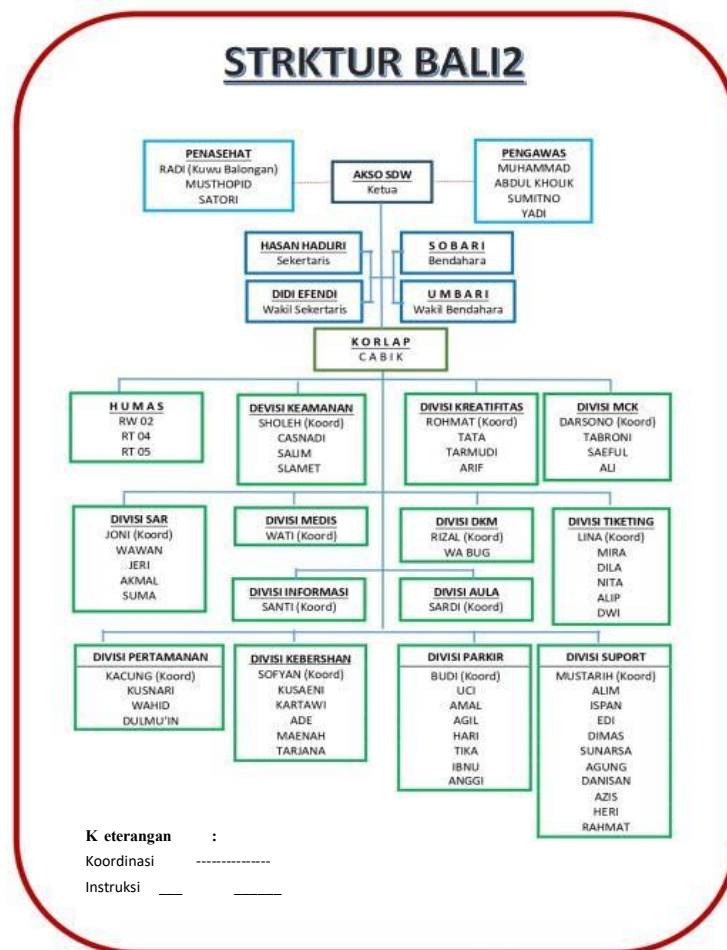 STRKTUR BALI2
PENASEHAT
RADI (Kuwu Balongan)
MUSTHOPID
SATORI
AKSO SDW
Ketua
PENGAWAS
MUHAMMAD
ABDUL KHOLIK
SUMITNO
YADI
HASAN HADLIRI
Sekertaris
S O B A R I
Bendahara
DIDI EFENDI
Wakil Sekertaris
U M B A R I
Wakil Bendahara
K O R L A P
C A B I K
H U M A S
RW 02
RT 04
RT 05
DEVISI KEAMANAN
SHOLEH (Koord)
CASNADI
SALIM
SLAMET
DIVISI KREATIFITAS
ROHMAT (Koord)
TATA
TARMUDI
ARIF
DIVISI MCK
DARSONO (Koord)
TABRONI
SAEFUL
ALI
DIVISI SAR
JONI (Koord)
WAWAN
JERI
AKMAL
SUMA
DIVISI MEDIS
WATI (Koord)
DIVISI DKM
RIZAL (Koord)
WA BUG
DIVISI TIKETING
LINA (Koord)
MIRA
DILA
NITA
ALIP
DWI
DIVISI INFORMASI
SANTI (Koord)
DIVISI AULA
SARDI (Koord)
DIVISI PERTAMANAN
KACUNG (Koord)
KUSNARI
WAHID
DULMU'IN
DIVISI KEBERSHAN
SOFYAN (Koord)
KUSAENI
KARTAWI
ADE
MAENAH
TARJANA
DIVISI PARKIR
BUDI (Koord)
UCI
AMAL
AGIL
HARI
TIKA
IBNU
ANGGI
DIVISI SUPORT
MUSTARIH (Koord)
ALIM
ISPAN
EDI
DIMAS
SUNARSA
AGUNG
DANISAN
AZIS
HERI
RAHMAT
K eterangan :
Koordinasi ---------------
Instruksi ___ ______